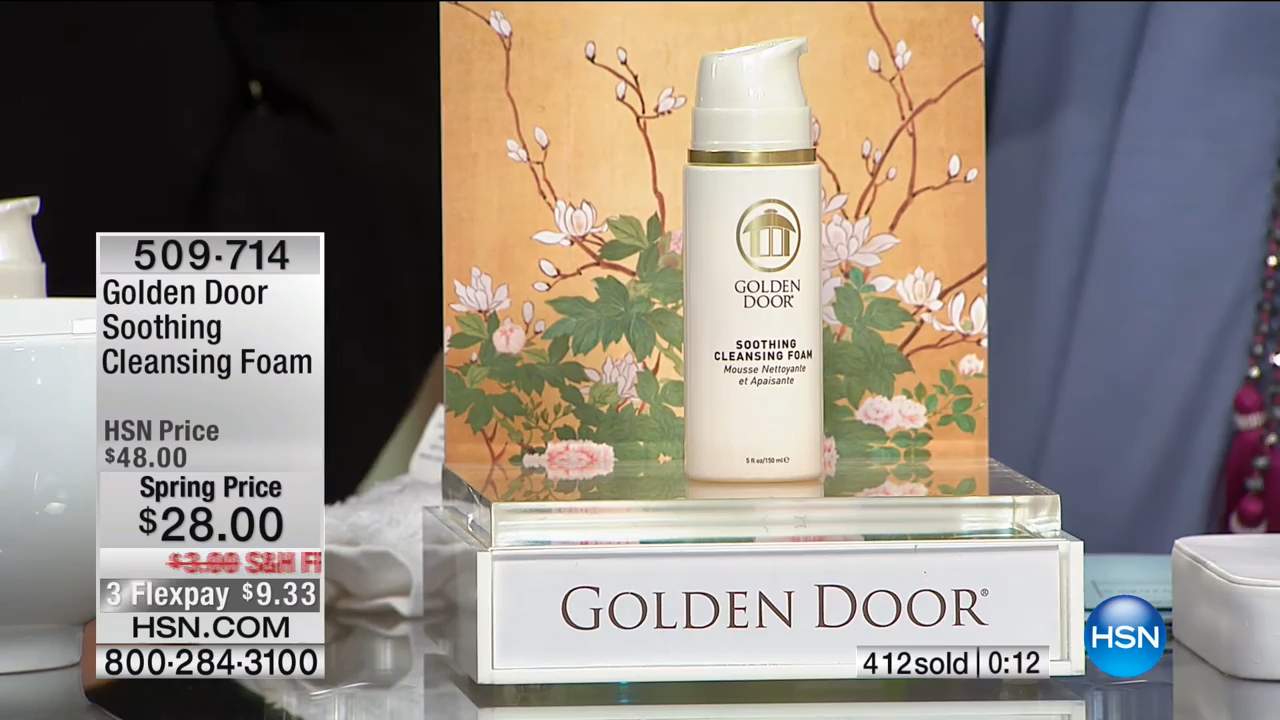 509·714
Golden Door
Soothing
Cleansing Foam
HSN Price
$48.00
Spring Price
$28.00
$3.00 S&H
3 Flexpay $9.33
HSN.COM
800·284·3100
GOLDEN
DOOR®
SOOTHING
CLEANSING FOAM
Mousse Nettoyante
et Apaisante
5 fl oz/150 ml ℮
GOLDEN DOOR®
412sold | 0:12
HSN